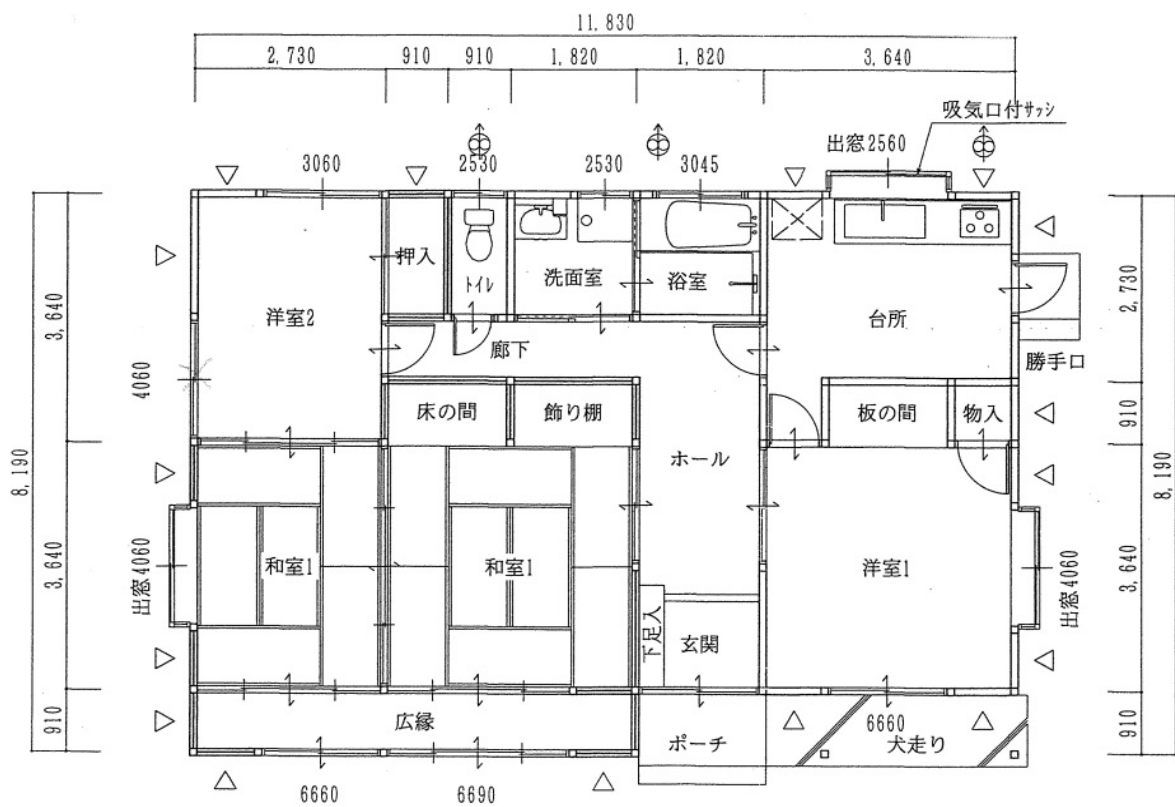 11,830
2,730
910
910
1,820
1,820
3,640
吸気口付サッシ
出窓2560
3060
2530
2530
3045
押入
トイレ
洗面室
浴室
台所
洋室2
廊下
勝手口
床の間
飾り棚
板の間
物入
ホール
和室1
和室1
洋室1
下足入
玄関
広縁
ポーチ
犬走り
6660
6660
6690
3,640
4060
8,190
3,640
出窓4060
910
2,730
910
8,190
3,640
出窓4060
910